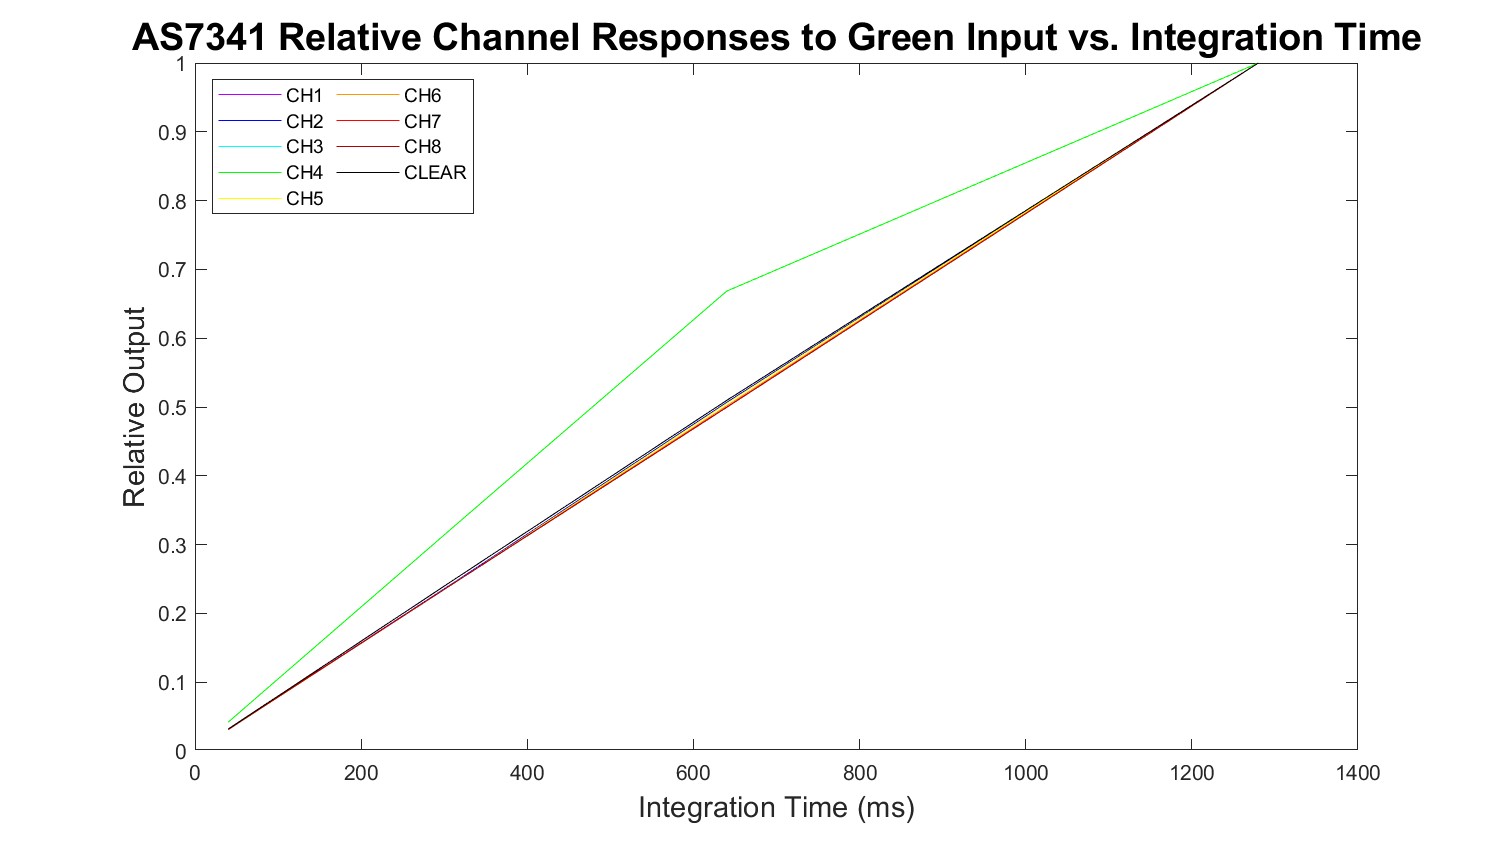 AS7341 Relative Channel Responses to Green Input vs. Integration Time
1
0.9
0.8
0.7
0.6
0.5
0.4
0.3
0.2
0.1
0
Relative Output
CH1 CH6
CH2 CH7
CH3 CH8
CH4 CLEAR
CH5
0 200 400 600 800 1000 1200 1400
Integration Time (ms)